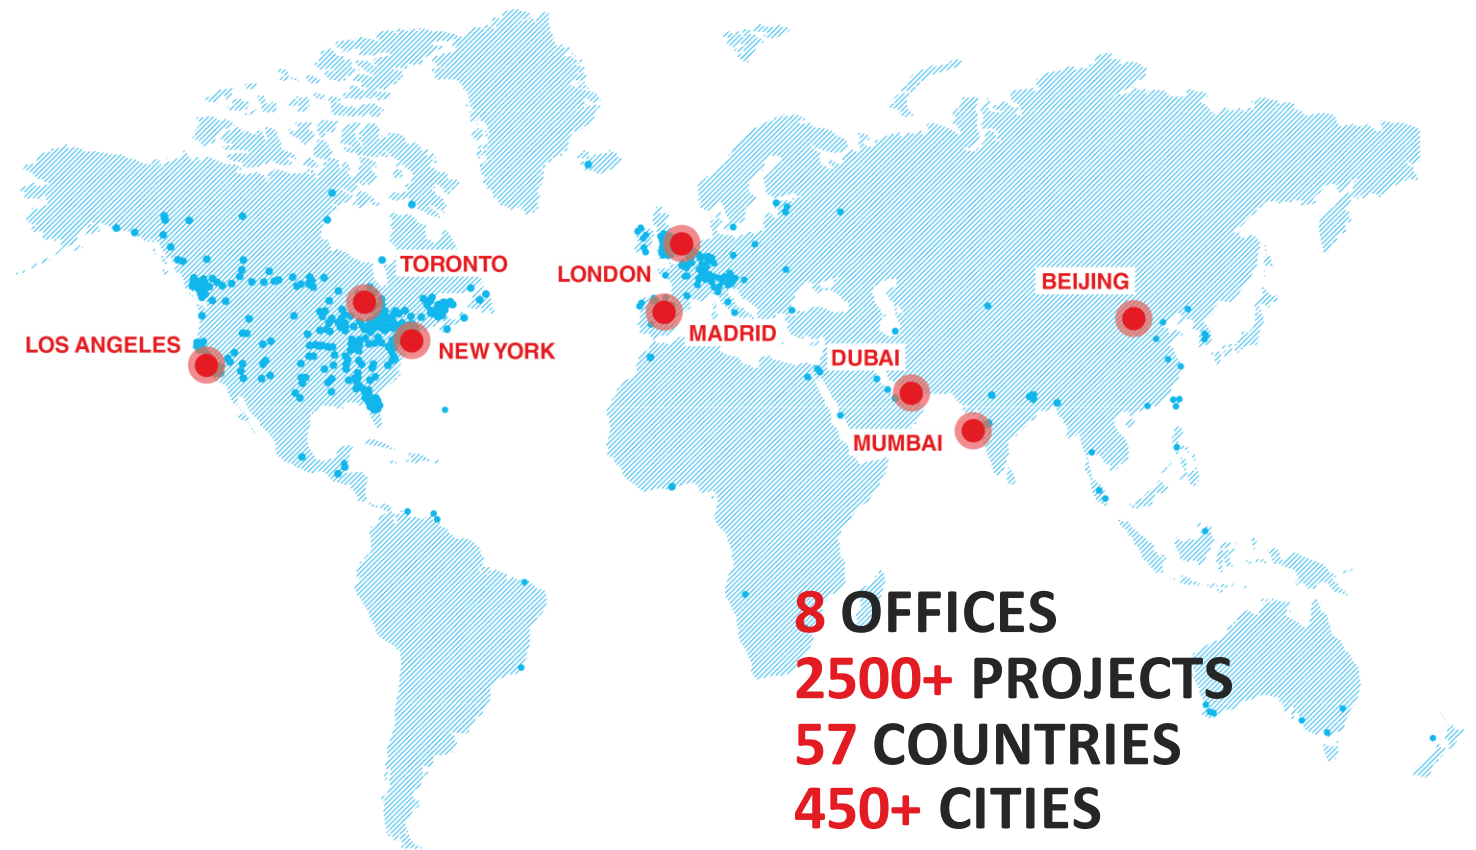 TORONTO
LONDON
BEIJING
LOS ANGELES
NEW YORK
MADRID
DUBAI
MUMBAI
8 OFFICES
2500+ PROJECTS
57 COUNTRIES
450+ CITIES